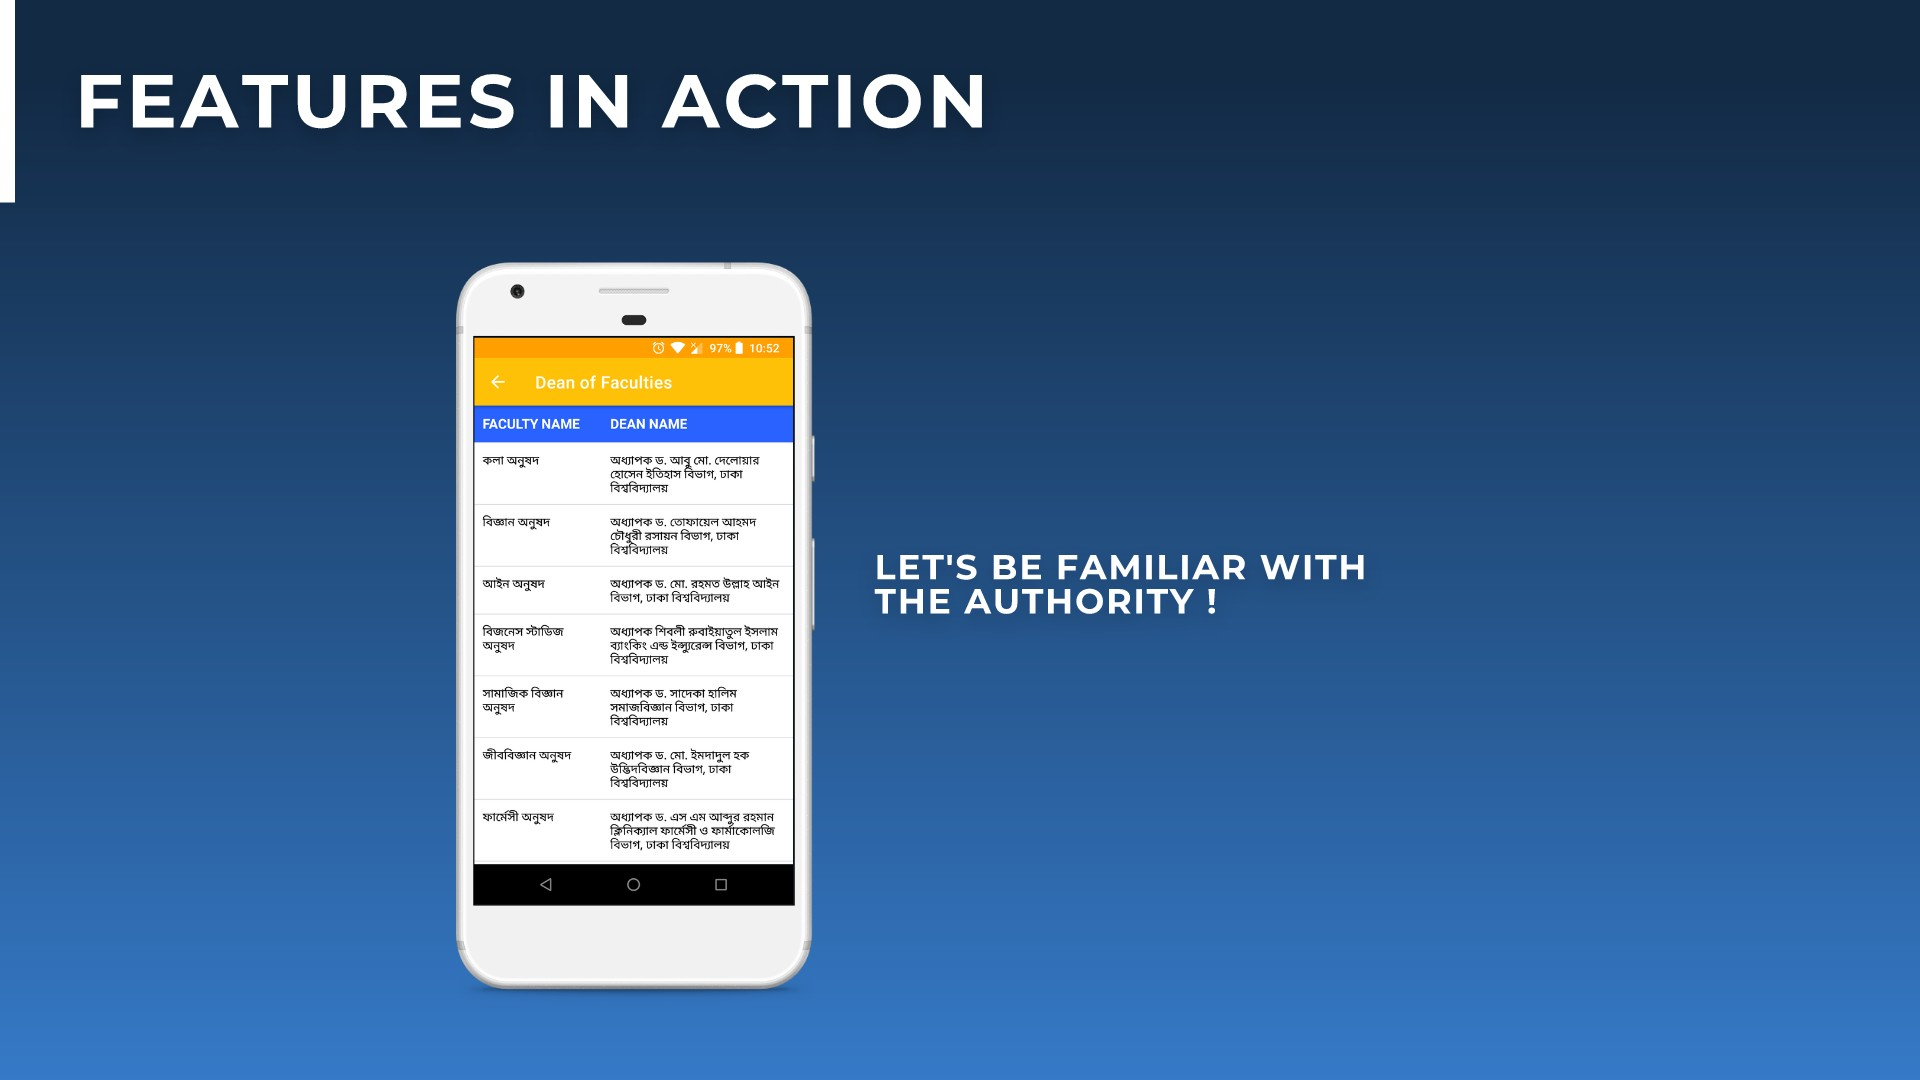 FEATURES IN ACTION
97% 10:52
Dean of Faculties
FACULTY NAME DEAN NAME
কলা অনুষদ অধ্যাপক ড. আবু মো. দেলোয়ার
হোসেন ইতিহাস বিভাগ, ঢাকা
বিশ্ববিদ্যালয়
বিজ্ঞান অনুষদ অধ্যাপক ড. তোফায়েল আহমদ
চৌধুরী রসায়ন বিভাগ, ঢাকা
বিশ্ববিদ্যালয়
আইন অনুষদ অধ্যাপক ড. মো. রহমত উল্লাহ আইন
বিভাগ, ঢাকা বিশ্ববিদ্যালয়
বিজনেস স্টাডিজ অধ্যাপক শিবলী রুবাইয়াতুল ইসলাম
অনুষদ ব্যাংকিং এন্ড ইন্স্যুরেন্স বিভাগ, ঢাকা
বিশ্ববিদ্যালয়
সামাজিক বিজ্ঞান অধ্যাপক ড. সাদেকা হালিম
অনুষদ সমাজবিজ্ঞান বিভাগ, ঢাকা
বিশ্ববিদ্যালয়
জীববিজ্ঞান অনুষদ অধ্যাপক ড. মো. ইমদাদুল হক
উদ্ভিদবিজ্ঞান বিভাগ, ঢাকা
বিশ্ববিদ্যালয়
ফার্মেসী অনুষদ অধ্যাপক ড. এস এম আব্দুর রহমান
ক্লিনিক্যাল ফার্মেসী ও ফার্মাকোলজি
বিভাগ, ঢাকা বিশ্ববিদ্যালয়
LET'S BE FAMILIAR WITH
THE AUTHORITY !